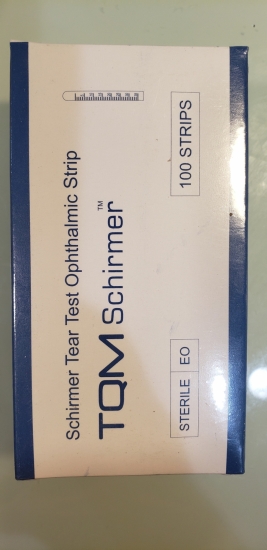 Schirmer Tear Test Ophthalmic Strip
TQM Schirmer™
STERILE EO
100 STRIPS